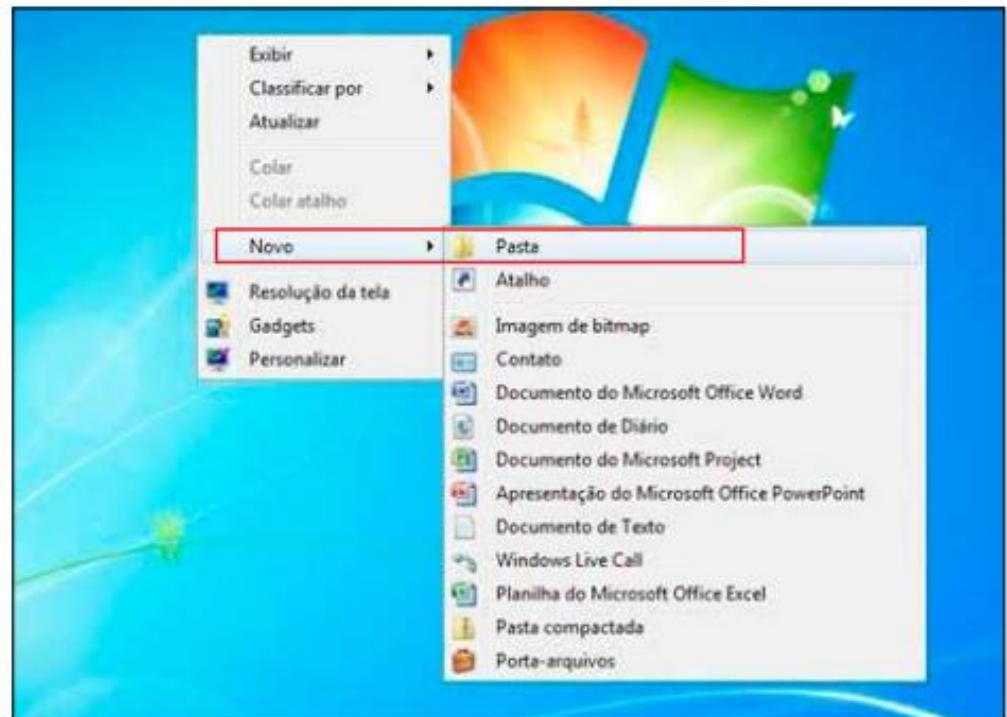 Exibir
Classificar por
Atualizar
Colar
Colar atalho
Novo
Resolução da tela
Gadgets
Personalizar
Pasta
Atalho
Imagem de bitmap
Contato
Documento do Microsoft Office Word
Documento de Diário
Documento do Microsoft Project
Apresentação do Microsoft Office PowerPoint
Documento de Texto
Windows Live Call
Planilha do Microsoft Office Excel
Pasta compactada
Porta-arquivos